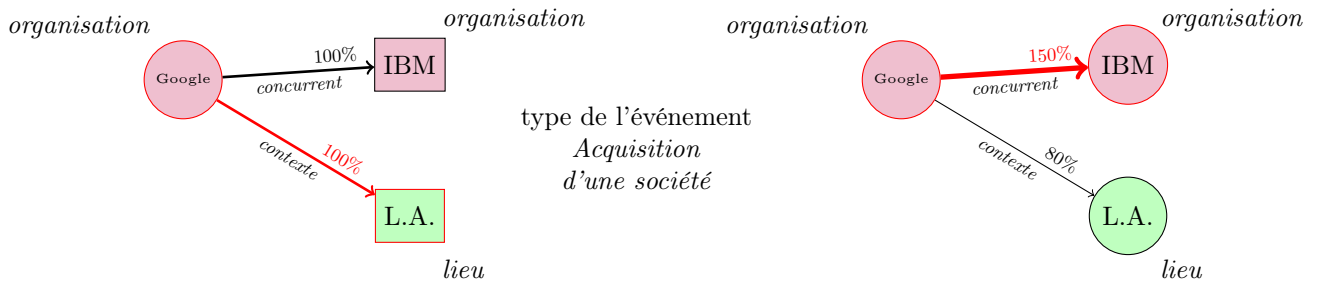 organisation
organisation
Google
100%
concurrent
IBM
100%
contexte
L.A.
lieu
type de l'événement
Acquisition
d'une société
organisation
organisation
Google
150%
concurrent
IBM
80%
contexte
L.A.
lieu